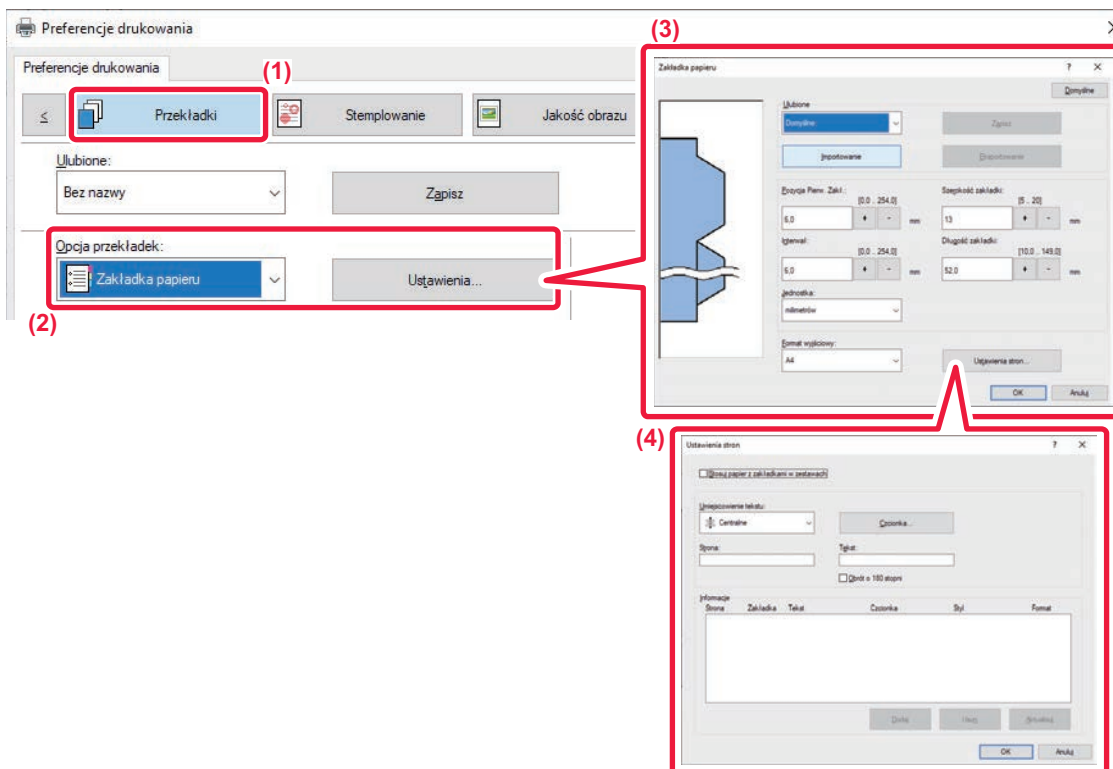 Preferencje drukowania
Preferencje drukowania
(1)
≤ Przekładki Stemplowanie Jakość obrazu
Ulubione:
Bez nazwy Zapisz
Opcja przekładek:
Zakładka papieru Ustawienia...
(2)
(3)
Zakładka papieru ? X
Domyślne
Ulubione
Domyślne Zapisz
Importowanie Eksportowanie
Pozycja Pierw. Zakł.: Szerokość zakładki:
[0,0 .. 254,0] [5 .. 20]
6,0 + - mm 13 + - mm
Interwał: Długość zakładki:
[0,0 .. 254,0] [10,0 .. 149,0]
6,0 + - mm 52,0 + - mm
Jednostka:
milimetrów
Format wyjściowy:
A4 Ustawienia stron...
OK Anuluj
(4)
Ustawienia stron ? X
Stosuj papier z zakładkami w zestawach
Umiejscowienie tekstu:
Centralne Czcionka...
Strona: Tekst:
Obrót o 180 stopni
Informacje
Strona Zakładka Tekst Czcionka Styl Format
Dodaj Usuń Aktualizuj
OK Anuluj